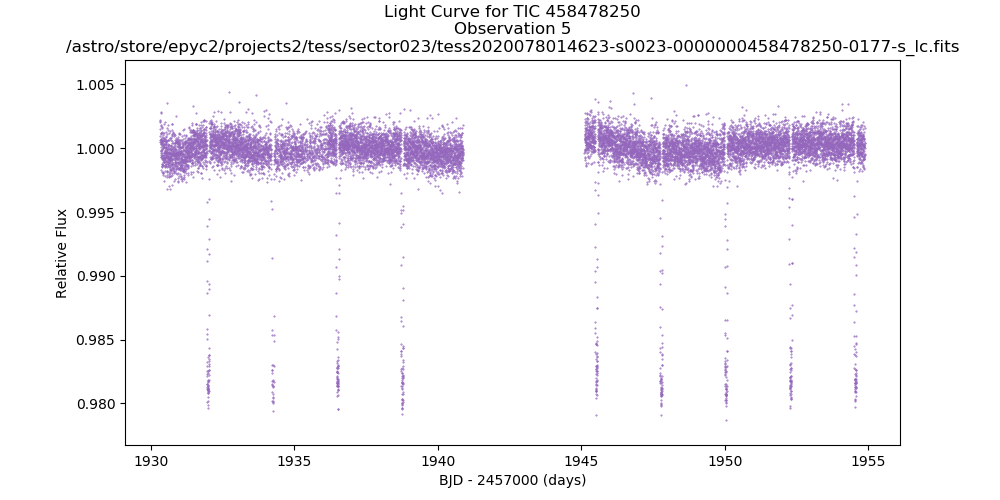 Light Curve for TIC 458478250
Observation 5
/astro/store/epyc2/projects2/tess/sector023/tess2020078014623-s0023-0000000458478250-0177-s_lc.fits
1.005
1.000
0.995
0.990
0.985
0.980
Relative Flux
1930 1935 1940 1945 1950 1955
BJD - 2457000 (days)